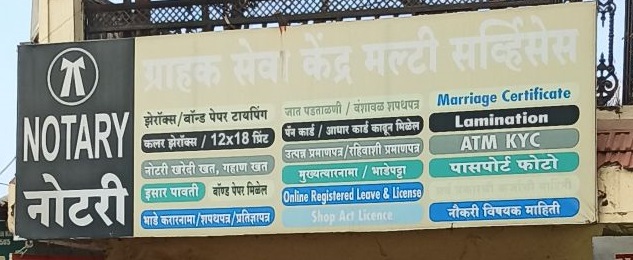 ग्राहक सेवा केंद्र मल्टी सर्व्हिसेस
NOTARY
नोटरी
झेरॉक्स/बॉन्ड पेपर टायपिंग
कलर झेरॉक्स / 12x18 प्रिंट
नोटरी खरेदी खत, गहाण खत
इसार पावती बॉण्ड पेपर मिळेल
भाडे करारनामा/शपथपत्र/प्रतिज्ञापत्र
जात पडताळणी / वंशावळ शपथपत्र
पॅन कार्ड / आधार कार्ड काढून मिळेल
उत्पन्न प्रमाणपत्र/रहिवाशी प्रमाणपत्र
मुख्यत्यारनामा / भाडेपट्टा
Online Registered Leave & License
Shop Act Licence
Marriage Certificate
Lamination
ATM KYC
पासपोर्ट फोटो
नौकरी विषयक माहिती